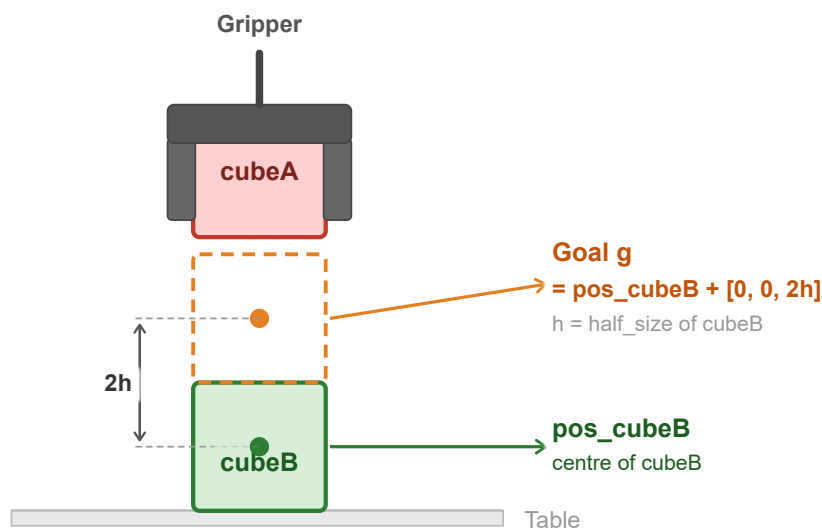 Gripper
cubeA
Goal g
= pos_cubeB + [0, 0, 2h]
h = half_size of cubeB
2h
pos_cubeB
centre of cubeB
cubeB
Table